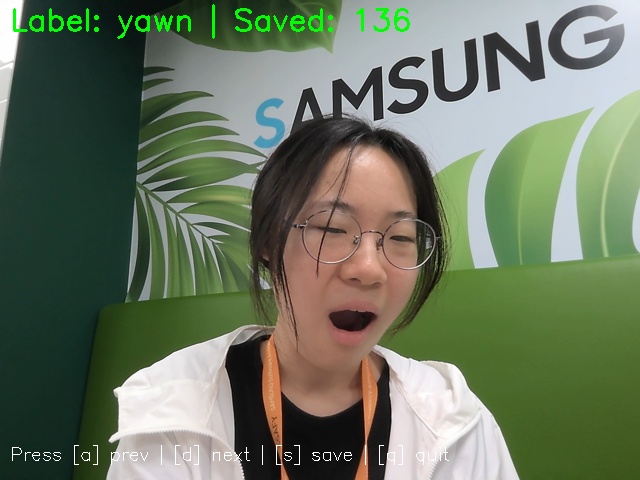 Label: yawn | Saved: 136
SAMSUNG
Press [a] prev | [d] next | [s] save | [q] quit